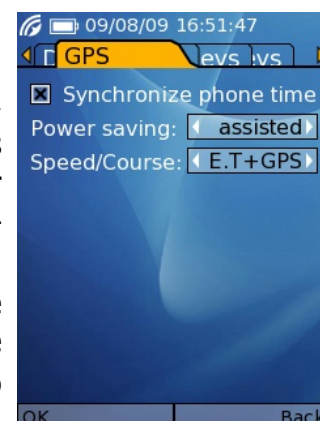 09/08/09 16:51:47
GPS
Synchronize phone time
Power saving: assisted
Speed/Course: E.T+GPS
OK Back